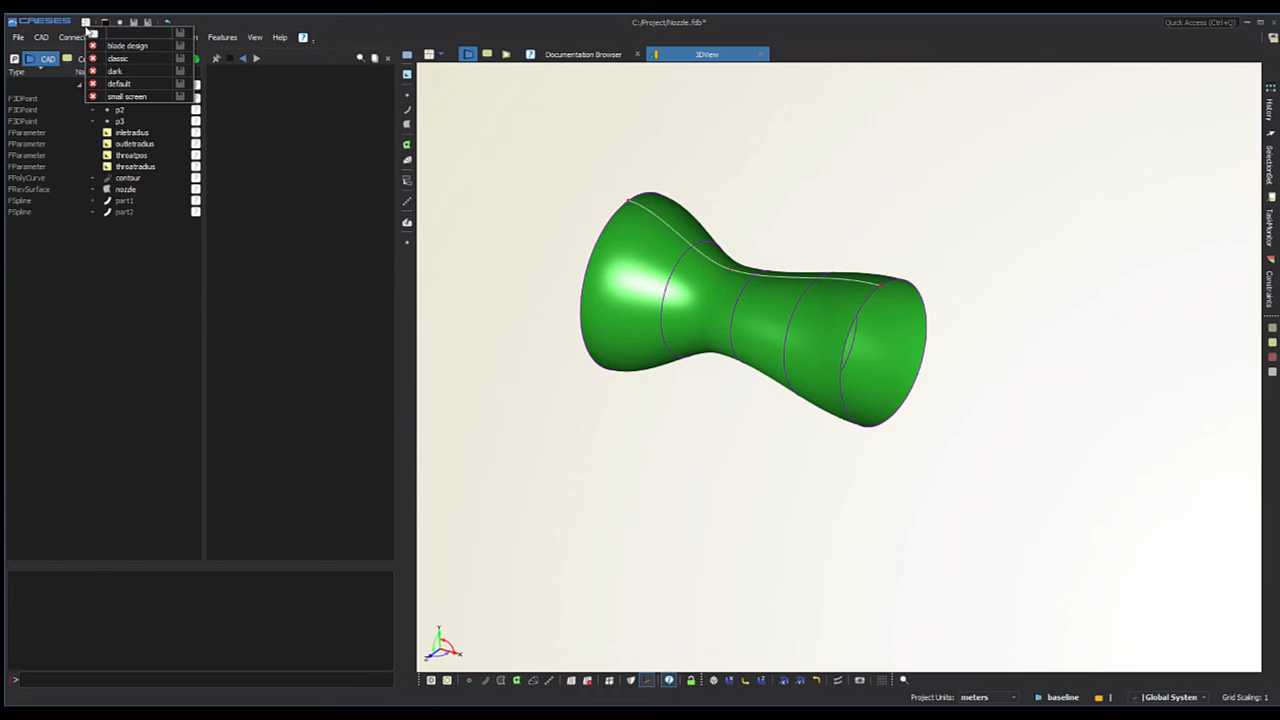 CAESES
C:/Project/Nozzle.fdb*
Quick Access (Ctrl+Q)
File CAD Connect Features View Help
blade design
classic
dark
default
small screen
CAD
Type
Documentation Browser
3DView
F3DPoint
F3DPoint p2
F3DPoint p3
FParameter inletradius
FParameter outletradius
FParameter throatpos
FParameter throatradius
FPolyCurve contour
FRevSurface nozzle
FSpline part1
FSpline part2
History
SelectionSet
TaskMonitor
Constraints
Y
Z X
>
Project Units: meters
baseline
[Global System
Grid Scaling: 1